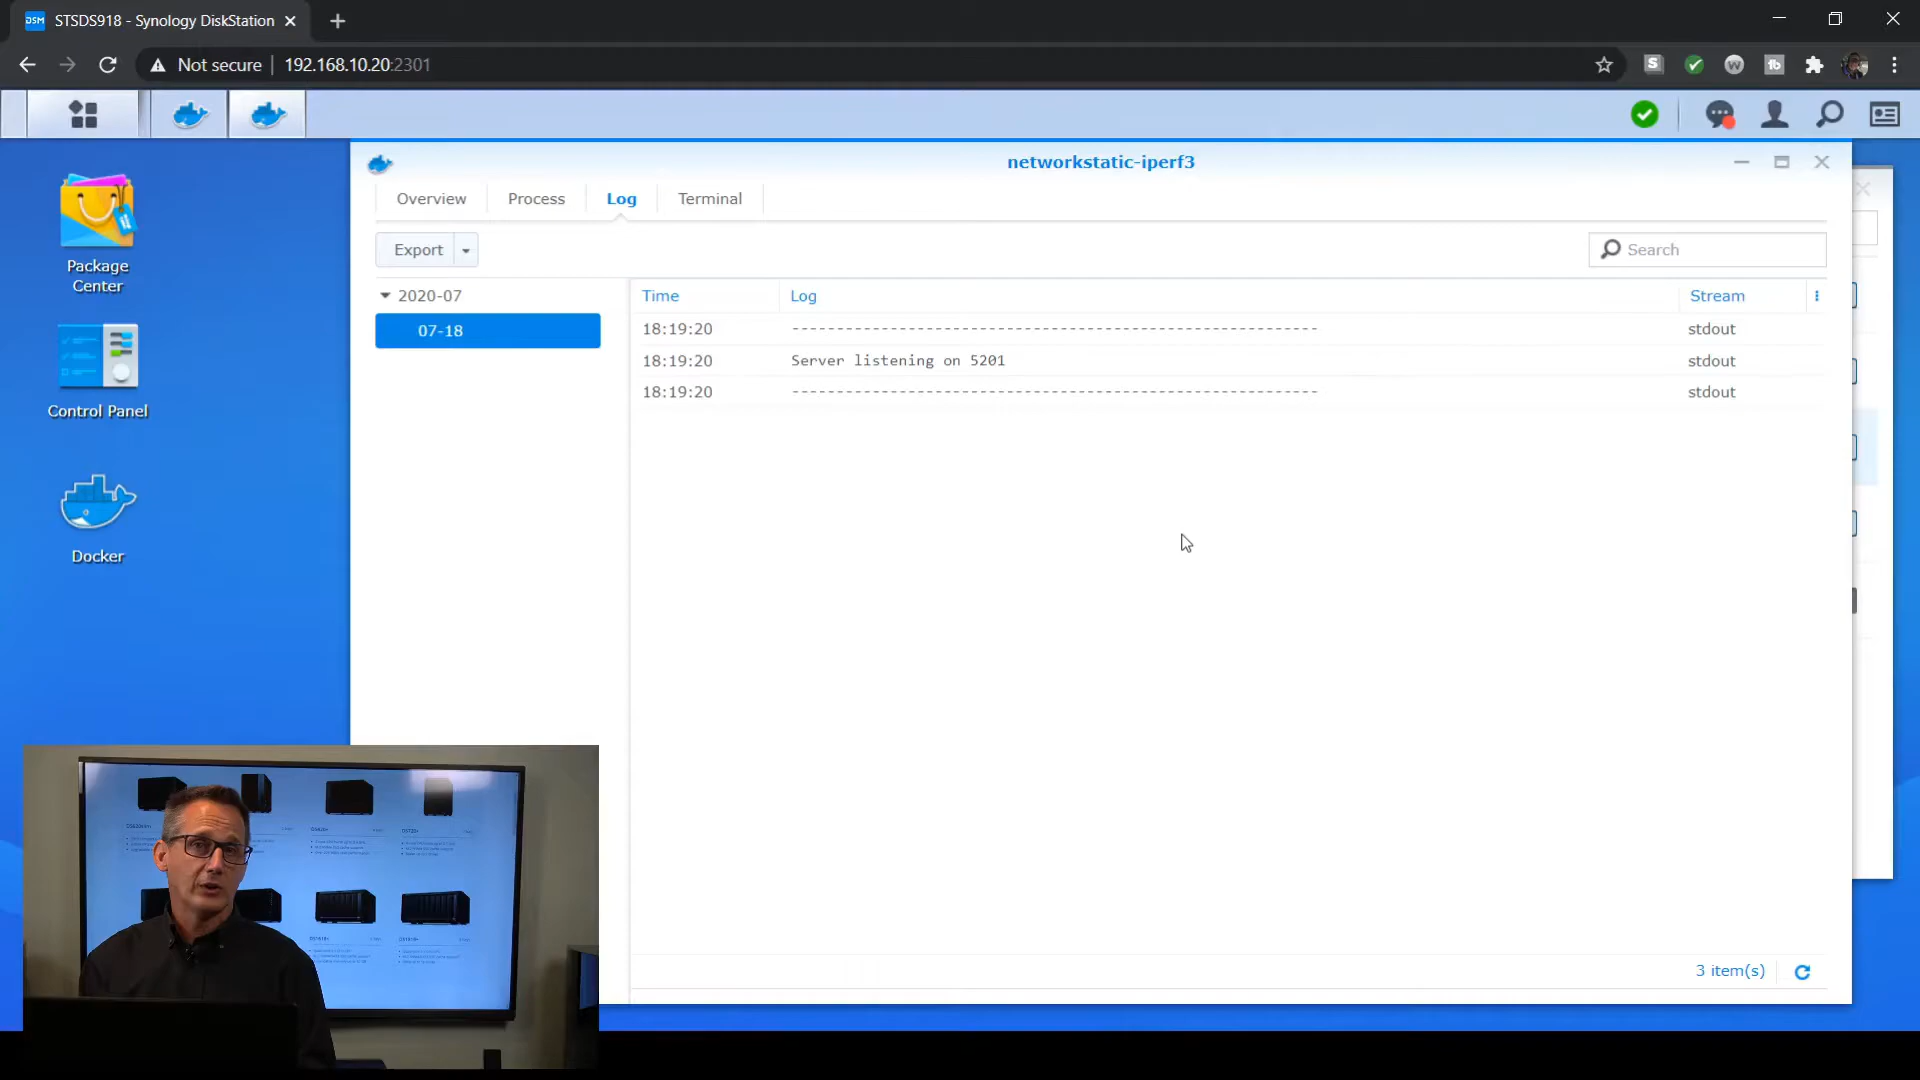 DSM STSDS918 - Synology DiskStation
Not secure 192.168.10.20:2301
networkstatic-iperf3
Overview Process Log Terminal
Export Search
2020-07
07-18
Time Log Stream
18:19:20 ----------------------------------------------------------- stdout
18:19:20 Server listening on 5201 stdout
18:19:20 ----------------------------------------------------------- stdout
3 item(s)
Package
Center
Control Panel
Docker